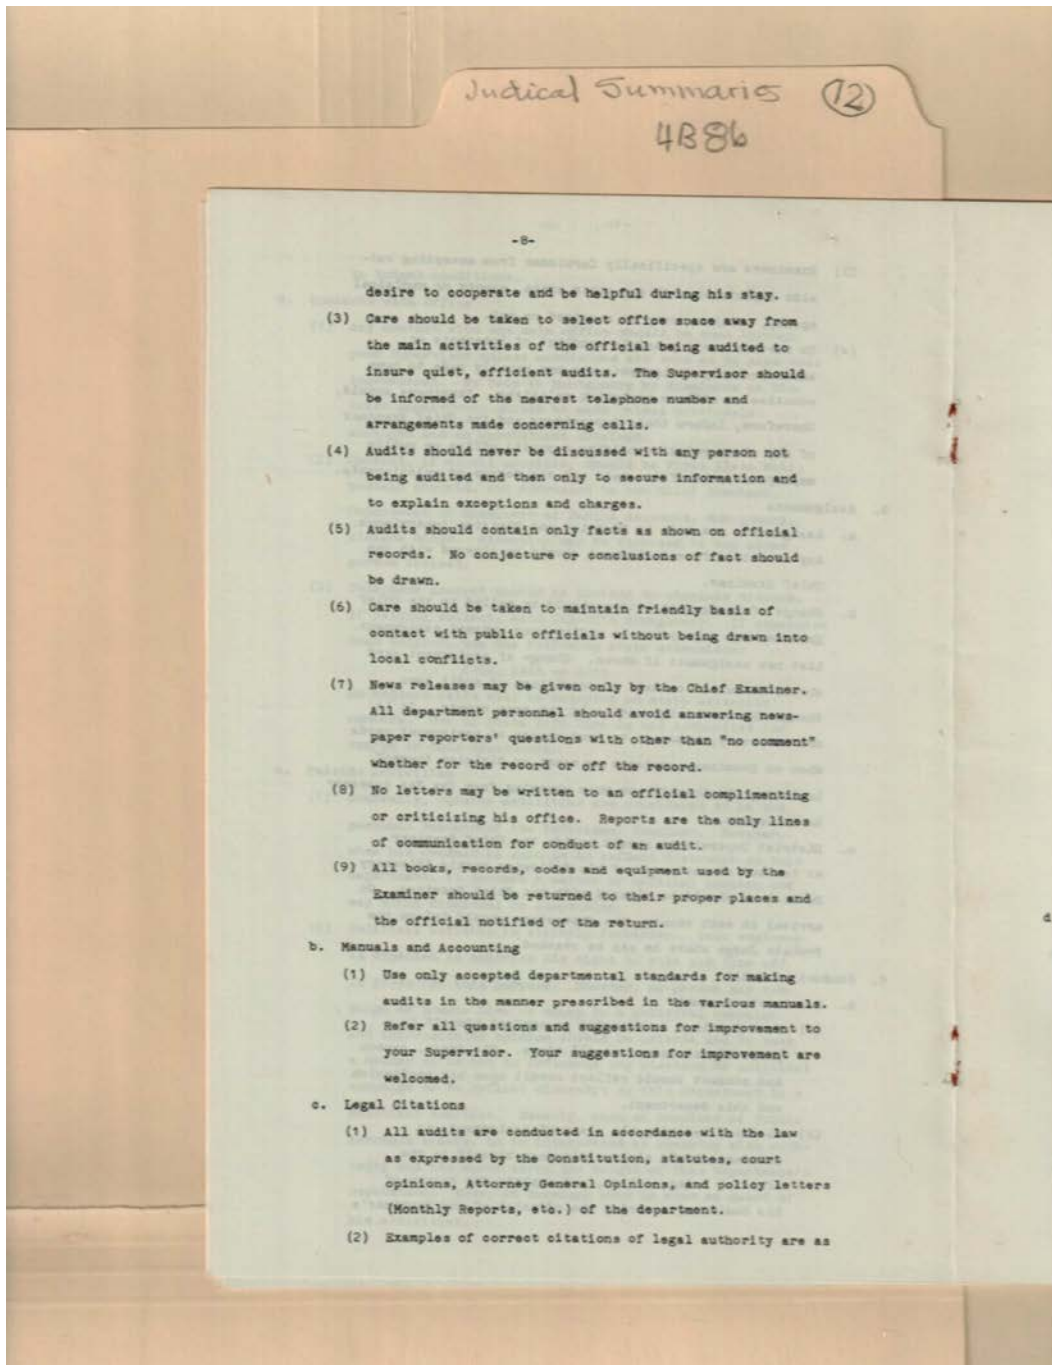 Judical Summaries 12
4B86
-8-
desire to cooperate and be helpful during his stay.
(3) Care should be taken to select office space away from
the main activities of the official being audited to
insure quiet, efficient audits. The Supervisor should
be informed of the nearest telephone number and
arrangements made concerning calls.
(4) Audits should never be discussed with any person not
being audited and then only to secure information and
to explain exceptions and charges.
(5) Audits should contain only facts as shown on official
records. No conjecture or conclusions of fact should
be drawn.
(6) Care should be taken to maintain friendly basis of
contact with public officials without being drawn into
local conflicts.
(7) News releases may be given only by the Chief Examiner.
All department personnel should avoid answering news-
paper reporters' questions with other than "no comment"
whether for the record or off the record.
(8) No letters may be written to an official complimenting
or criticizing his office. Reports are the only lines
of communication for conduct of an audit.
(9) All books, records, codes and equipment used by the
Examiner should be returned to their proper places and
the official notified of the return.
d
b. Manuals and Accounting
(1) Use only accepted departmental standards for making
audits in the manner prescribed in the various manuals.
(2) Refer all questions and suggestions for improvement to
your Supervisor. Your suggestions for improvement are
welcomed.
c. Legal Citations
(1) All audits are conducted in accordance with the law
as expressed by the Constitution, statutes, court
opinions, Attorney General Opinions, and policy letters
(Monthly Reports, etc.) of the department.
(2) Examples of correct citations of legal authority are as